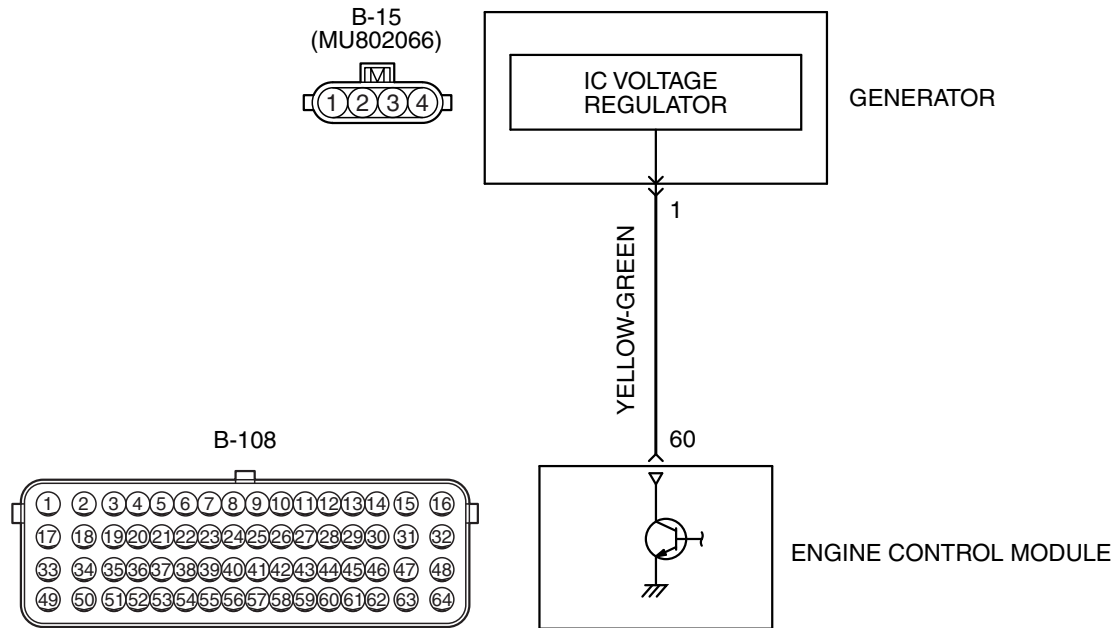 B-15
(MU802066)
1 2 3 4
IC VOLTAGE
REGULATOR
GENERATOR
1
YELLOW-GREEN
60
B-108
1 2 3 4 5 6 7 8 9 10 11 12 13 14 15 16
17 18 19 20 21 22 23 24 25 26 27 28 29 30 31 32
33 34 35 36 37 38 39 40 41 42 43 44 45 46 47 48
49 50 51 52 53 54 55 56 57 58 59 60 61 62 63 64
ENGINE CONTROL MODULE